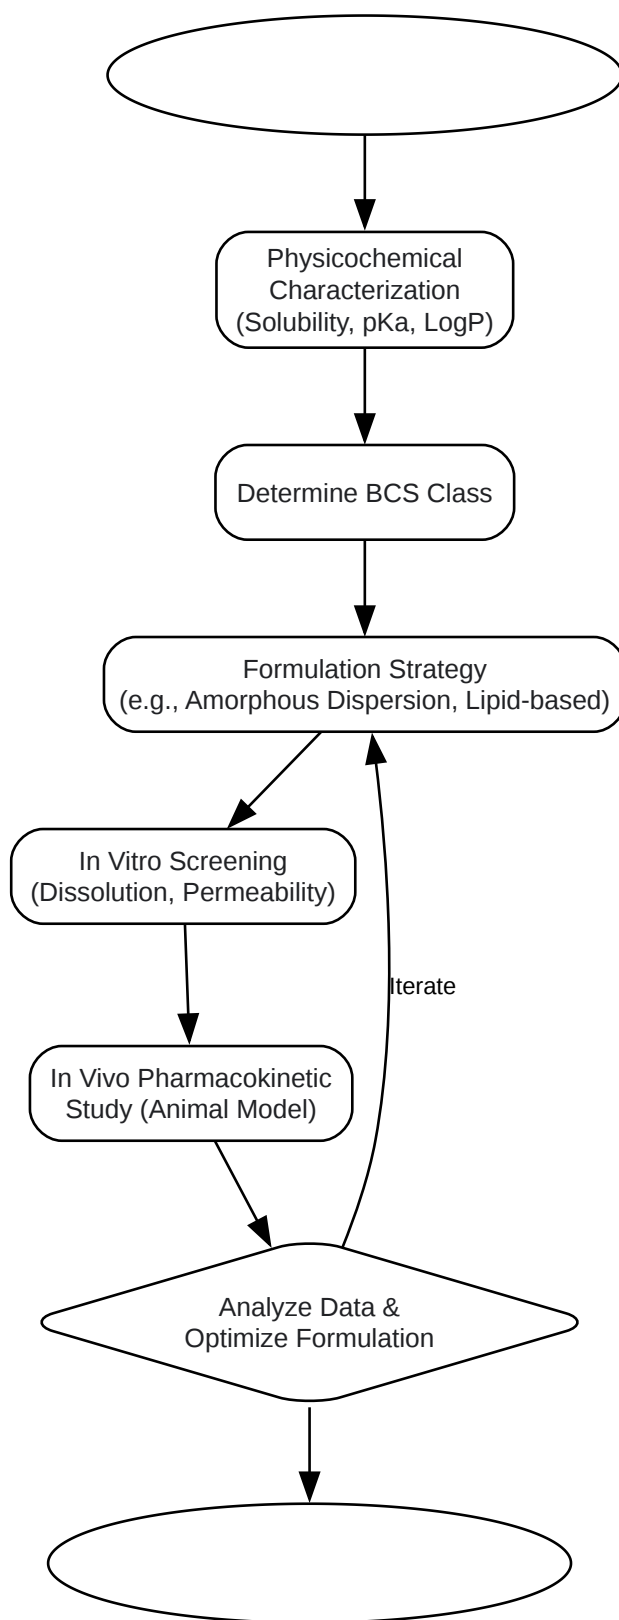 Physicochemical
Characterization
(Solubility, pKa, LogP)
Determine BCS Class
Formulation Strategy
(e.g., Amorphous Dispersion, Lipid-based)
In Vitro Screening
(Dissolution, Permeability)
Iterate
In Vivo Pharmacokinetic
Study (Animal Model)
Analyze Data &
Optimize Formulation